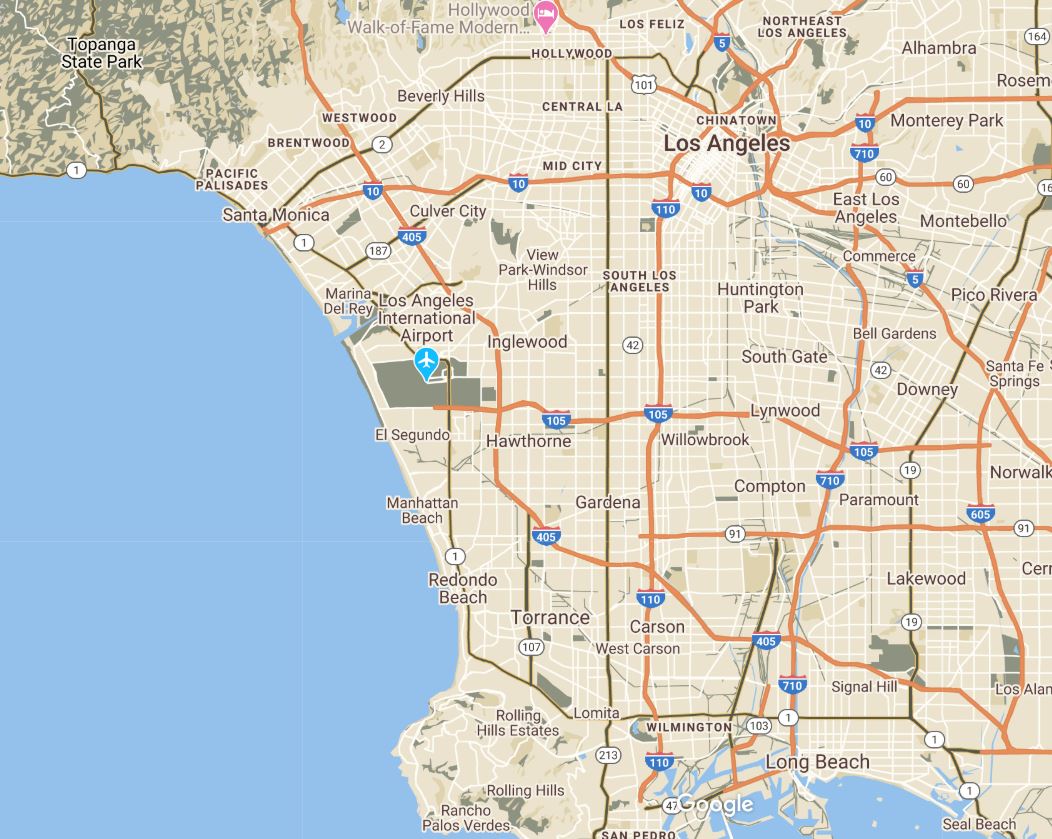 Hollywood
Walk-of-Fame Modern...
LOS FELIZ
NORTHEAST
LOS ANGELES
Topanga
State Park
5
164
HOLLYWOOD
Alhambra
101
Rosem
Beverly Hills
CENTRAL LA
WESTWOOD
CHINATOWN
10
Monterey Park
BRENTWOOD
2
Los Angeles
710
1
PACIFIC
PALISADES
MID CITY
60
60
10
10
10
16
Santa Monica
Culver City
110
East Los
Angeles
Montebello
1
405
187
View
Park-Windsor
Hills
Commerce
SOUTH LOS
ANGELES
5
Marina
Del Rey
Los Angeles
International
Airport
Huntington
Park
Pico Rivera
Inglewood
42
Bell Gardens
South Gate
42
Santa Fe S
Springs
Downey
105
105
Lynwood
El Segundo
Hawthorne
Willowbrook
105
19
Norwalk
710
Compton
Paramount
Manhattan
Beach
Gardena
605
405
91
91
1
Redondo
Beach
Lakewood
Cerr
110
Torrance
Carson
19
405
107
West Carson
710
Signal Hill
Los Alan
Rolling
Hills Estates
Lomita
WILMINGTON
103
1
1
213
110
Long Beach
Rolling Hills
1
Rancho
Palos Verdes
47
Google
SAN PEDRO
Seal Beach